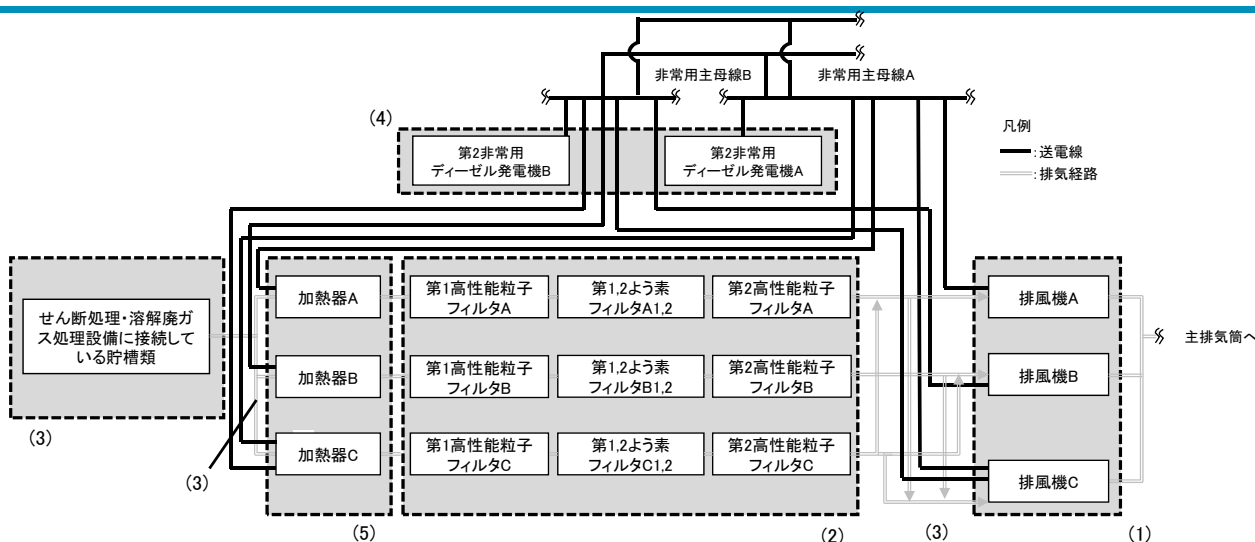 非常用主母線B
非常用主母線A
(4)
第2非常用
ディーゼル発電機B
第2非常用
ディーゼル発電機A
凡例
:送電線
:排気経路
せん断処理・溶解廃ガ
ス処理設備に接続して
いる貯槽類
(3)
加熱器A
加熱器B
加熱器C
(3)
(5)
第1高性能粒子
フィルタA
第1,2よう素
フィルタA1,2
第2高性能粒子
フィルタA
第1高性能粒子
フィルタB
第1,2よう素
フィルタB1,2
第2高性能粒子
フィルタB
第1高性能粒子
フィルタC
第1,2よう素
フィルタC1,2
第2高性能粒子
フィルタC
(2)
(3)
排風機A
排風機B
排風機C
(1)
主排気筒へ